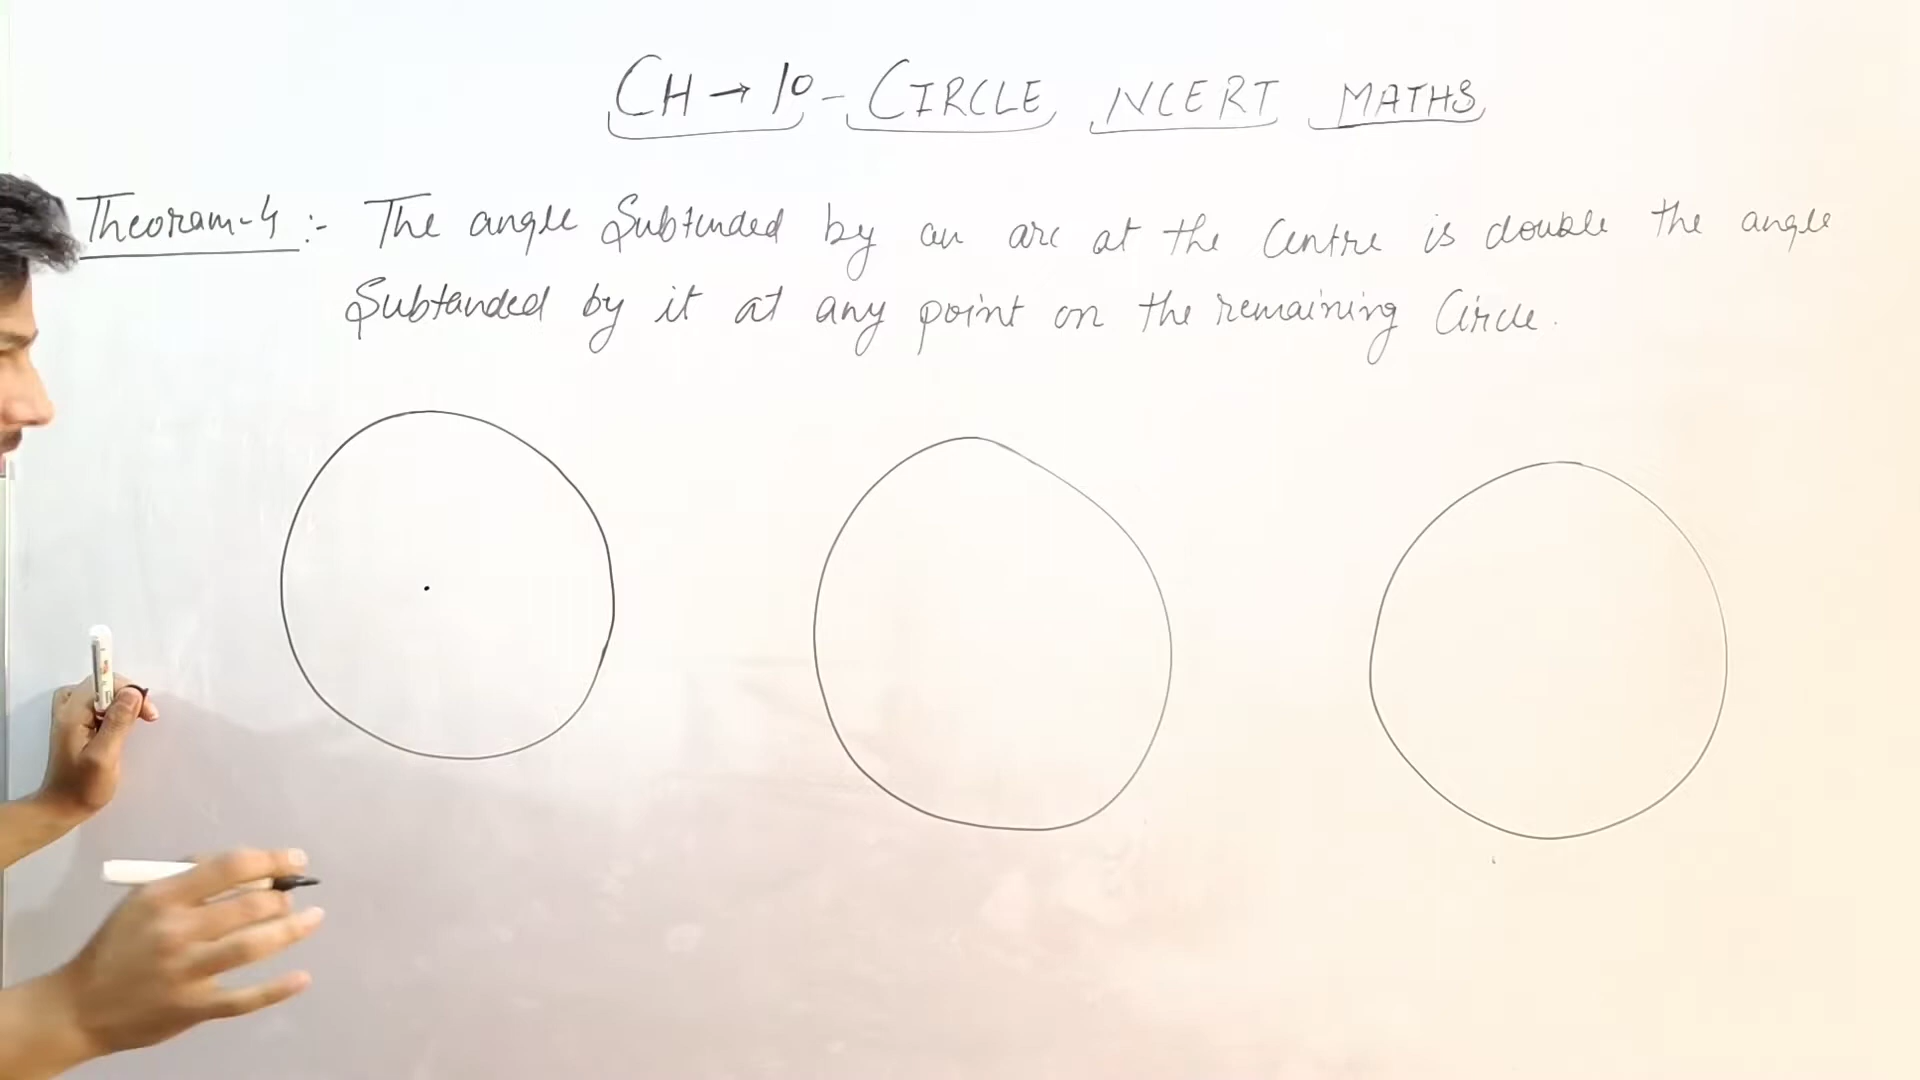 CH → 10 - CIRCLE NCERT MATHS
Theoram-4 :- The angle Subtended by an arc at the Centre is double the angle
Subtanded by it at any point on the remaining Circle.